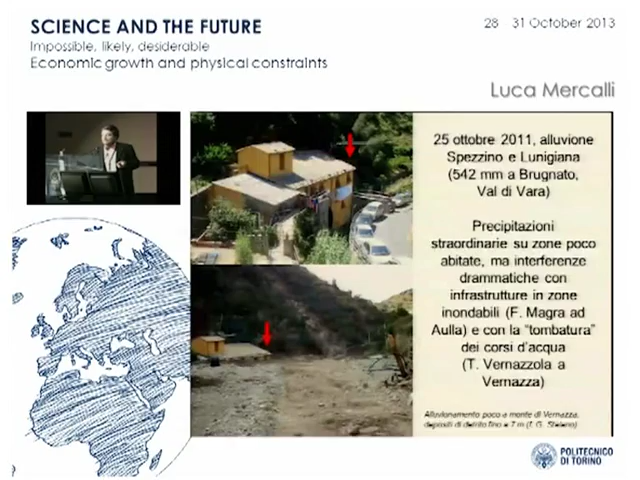 SCIENCE AND THE FUTURE
Impossible, likely, desiderable
Economic growth and physical constraints
28 31 October 2013
Luca Mercalli
25 ottobre 2011, alluvione
Spezzino e Lunigiana
(542 mm a Brugnato,
Val di Vara)
Precipitazioni
straordinarie su zone poco
abitate, ma interferenze
drammatiche con
infrastrutture in zone
inondabili (F. Magra ad
Aulla) e con la "tombatura"
dei corsi d'acqua
(T. Vernazzola a
Vernazza)
Alluvionamento poco a monte di Vernazza,
depositi di detrito fino a 7 m (f. G.
POLITECNICO
DI TORINO